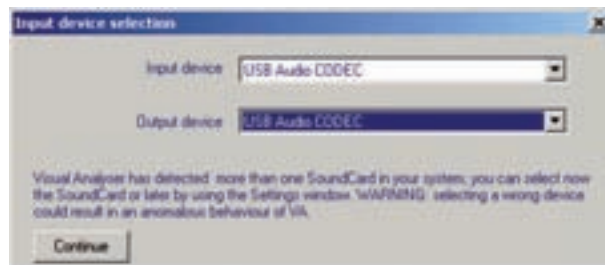 Input device selection
Input device USB Audio CODEC
Output device USB Audio CODEC
Visual Analyser has detected more than one SoundCard in your system; you can select now
the SoundCard or later by using the Settings window. WARNING: selecting a wrong device
could result in an anomalous behaviour of VA.
Continue